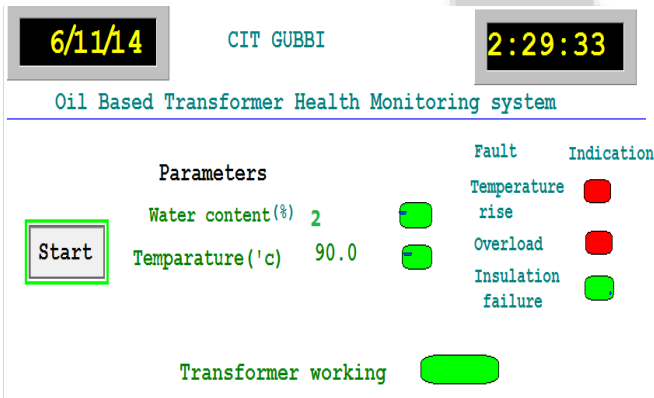 6/11/14 CIT GUBBI 2:29:33
Oil Based Transformer Health Monitoring system
Fault Indication
Parameters
Temperature
rise
Water content(%) 2
Start
Temparature('c) 90.0
Overload
Insulation
failure
Transformer working